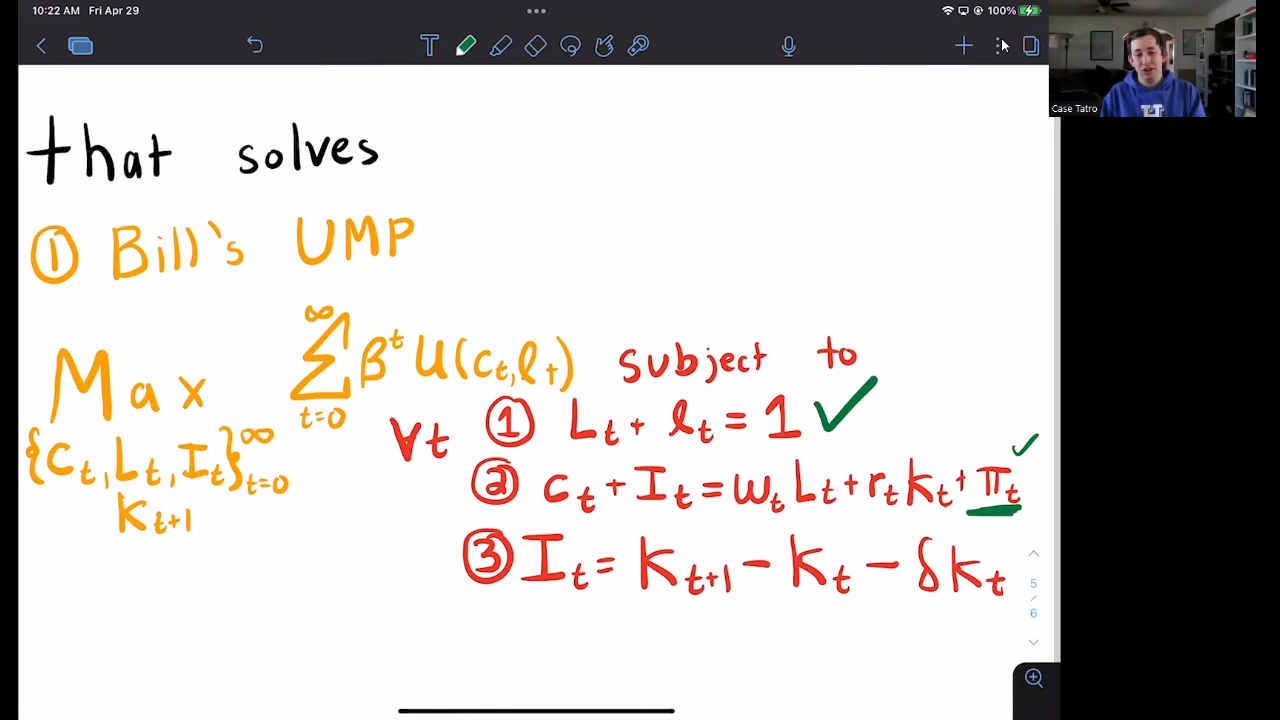 10:22 AM Fri Apr 29
100%
Case Tatro
that solves
① Bill's UMP
Max {c_t, L_t, I_t}_{t=0}^∞ K_{t+1}
∑_{t=0}^∞ β^t U(c_t, ℓ_t) subject to
∀t ① L_t + ℓ_t = 1 ✓
② c_t + I_t = w_t L_t + r_t K_t + π_t ✓
③ I_t = K_{t+1} - K_t - δK_t
5
/
6